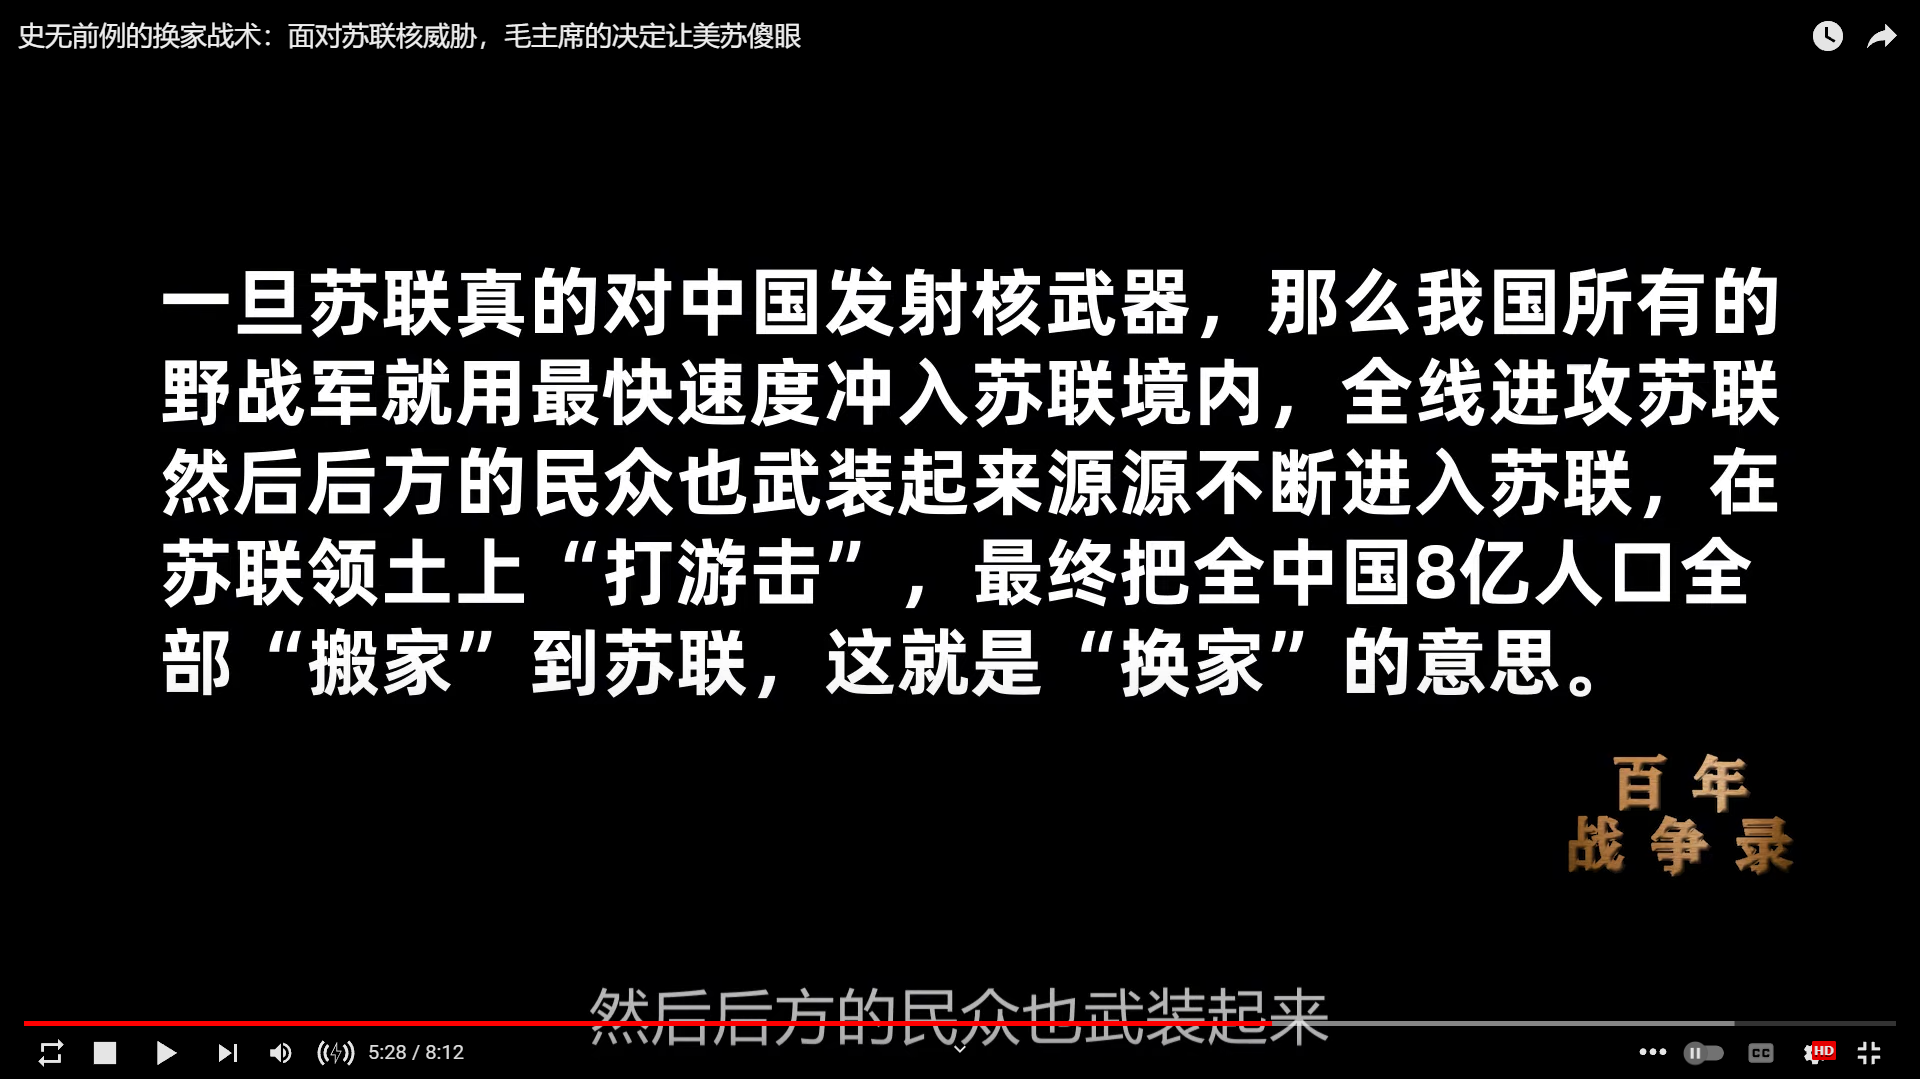 史无前例的换家战术：面对苏联核威胁，毛主席的决定让美苏傻眼
一旦苏联真的对中国发射核武器，那么我国所有的
野战军就用最快速度冲入苏联境内，全线进攻苏联
然后后方的民众也武装起来源源不断进入苏联，在
苏联领土上“打游击”，最终把全中国8亿人口全
部“搬家”到苏联，这就是“换家”的意思。
百年
战争录
然后后方的民众也武装起来
5:28 / 8:12
CC
HD